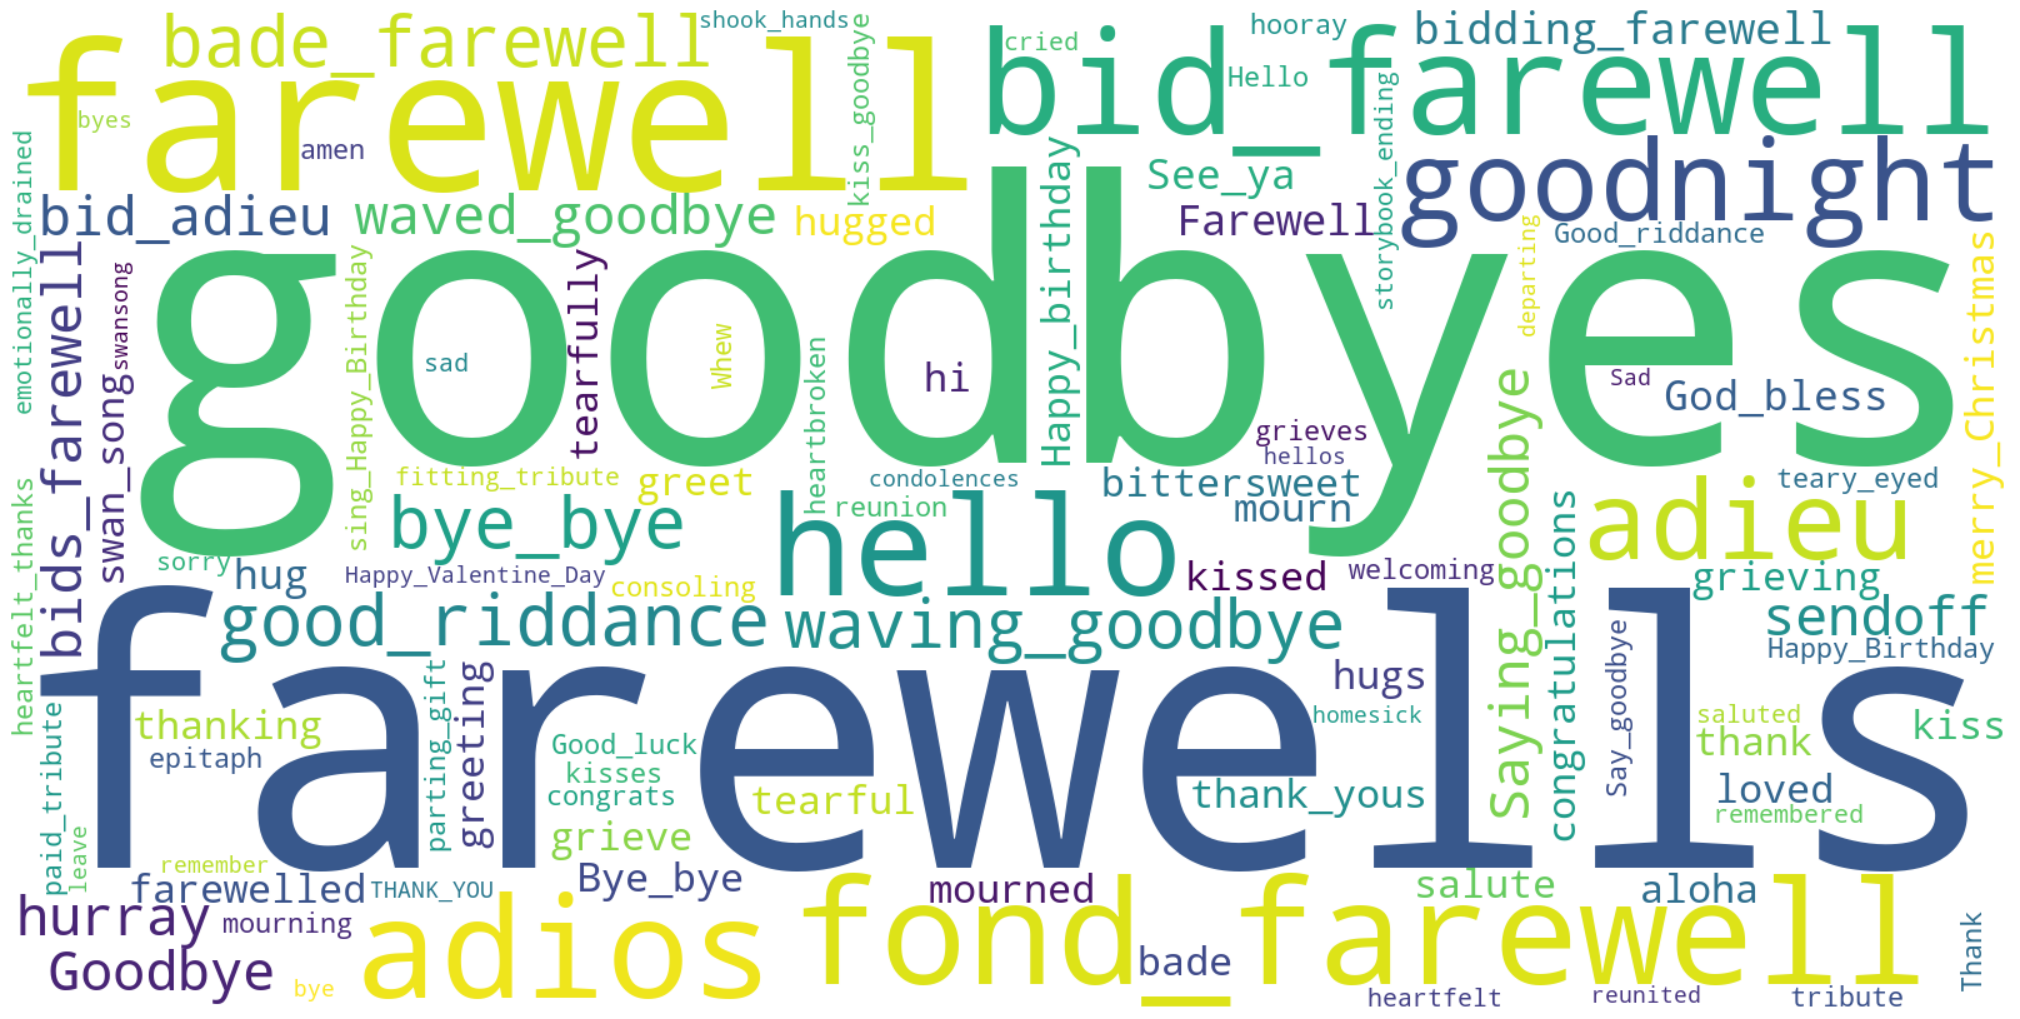 farewell
bade_farewell
shook_hands
kiss_goodbye
bid_farewell
cried
Hello
hooray
bidding_farewell
storybook_ending
byes
amen
emotionally_drained
bid_adieu
waved_goodbye
hugged
Happy_birthday
See_ya
Farewell
goodnight
Good_riddance
departing
merry_Christmas
goodbyes
bids_farewell
swansong
swan_song
sing_Happy_Birthday
sad
tearfully
Whew
hi
Sad
God_bless
heartbroken
grieves
hellos
fitting_tribute
greet
condolences
reunion
bittersweet
mourn
teary_eyed
Saying_goodbye
adieu
congratulations
heartfelt_thanks
bye_bye
hello
sorry
hug
Happy_Valentine_Day
consoling
kissed
welcoming
grieving
good_riddance
waving_goodbye
sendoff
Say_goodbye
Happy_Birthday
farewells
hugs
homesick
saluted
thank
kiss
paid_tribute
thanking
epitaph
parting_gift
greeting
Good_luck
kisses
congrats
tearful
thank_yous
loved
remembered
leave
grieve
remember
farewelled
THANK_YOU
Bye_bye
mourned
salute
aloha
hurray
mourning
adios
fond_farewell
Goodbye
bye
bade
heartfelt
reunited
tribute
Thank